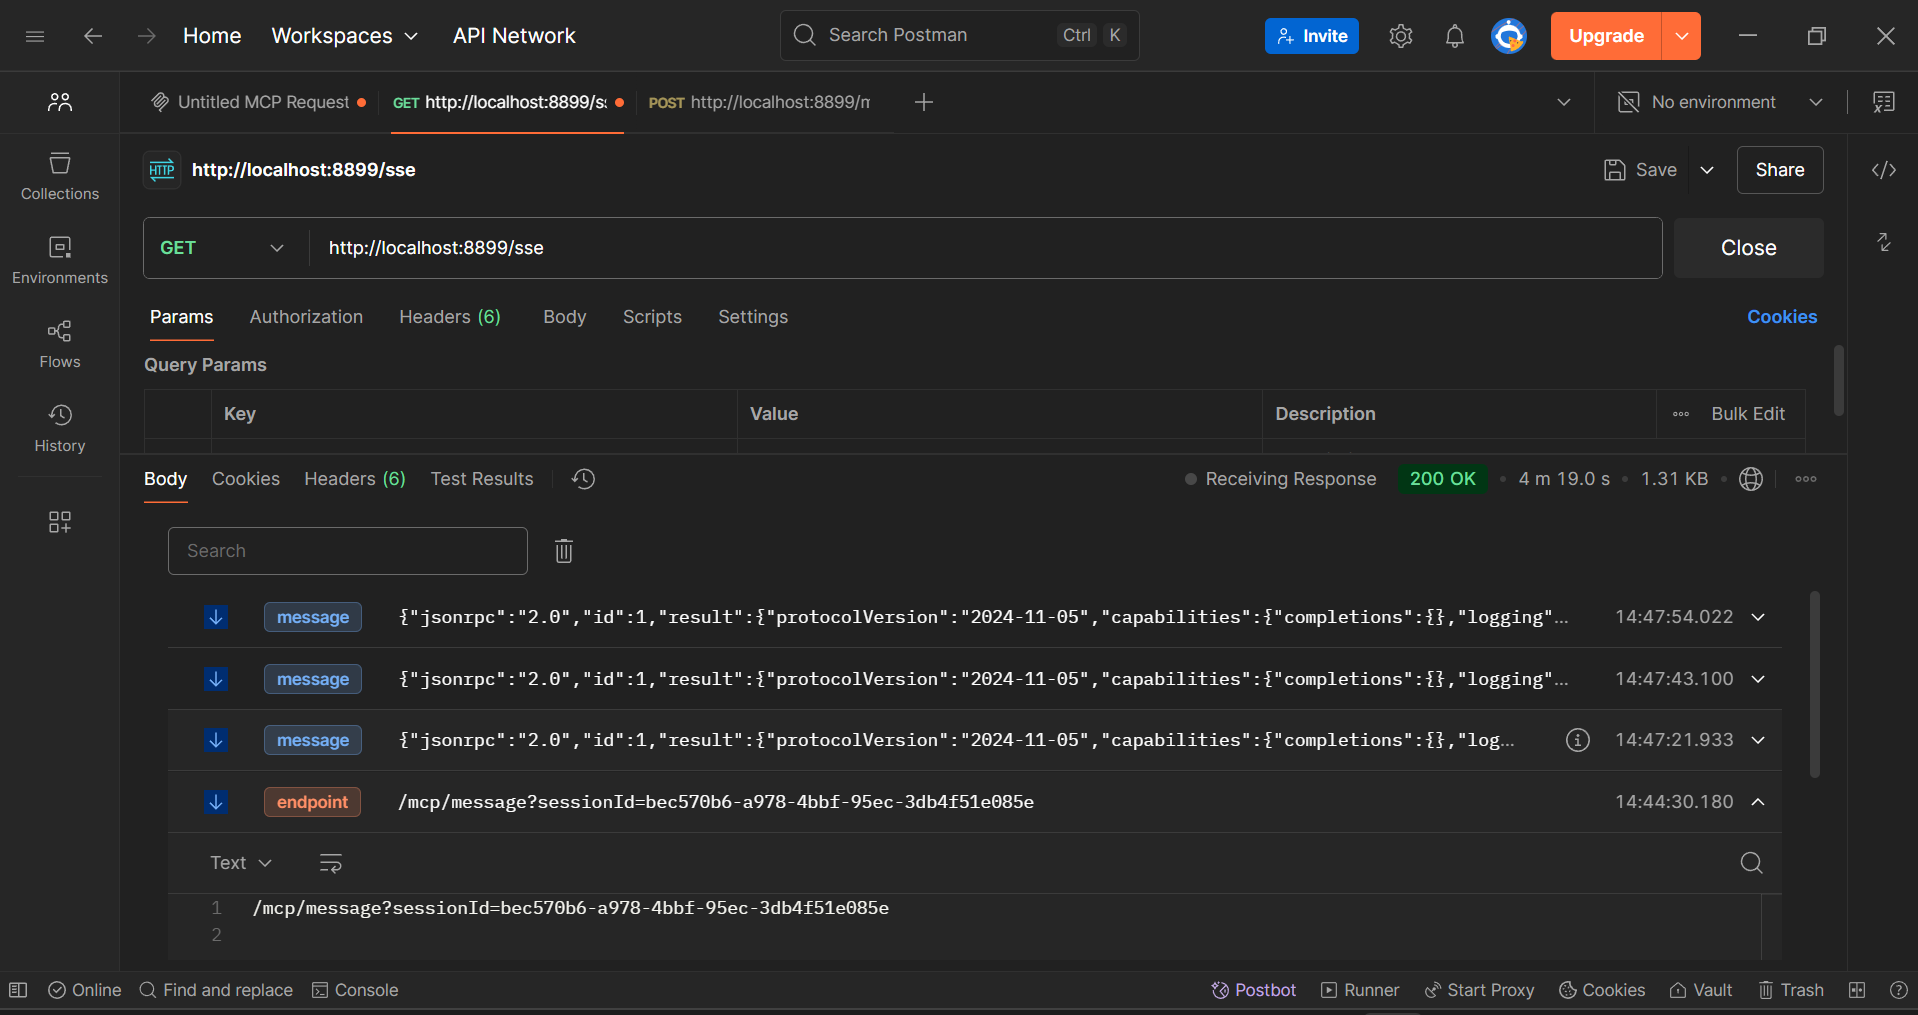 Home Workspaces API Network Search Postman Ctrl K Invite Upgrade
Untitled MCP Request GET http://localhost:8899/s POST http://localhost:8899/ No environment
HTTP http://localhost:8899/sse Save Share
GET http://localhost:8899/sse Close
Params Authorization Headers (6) Body Scripts Settings Cookies
Query Params
Key Value Description Bulk Edit
Collections
Environments
Flows
History
Body Cookies Headers (6) Test Results Receiving Response 200 OK • 4 m 19.0 s • 1.31 KB •
Search
message {"jsonrpc":"2.0","id":1,"result":{"protocolVersion":"2024-11-05","capabilities":{"completions":{},"logging"... 14:47:54.022
message {"jsonrpc":"2.0","id":1,"result":{"protocolVersion":"2024-11-05","capabilities":{"completions":{},"logging"... 14:47:43.100
message {"jsonrpc":"2.0","id":1,"result":{"protocolVersion":"2024-11-05","capabilities":{"completions":{},"log... 14:47:21.933
endpoint /mcp/message?sessionId=bec570b6-a978-4bbf-95ec-3db4f51e085e 14:44:30.180
Text
1 /mcp/message?sessionId=bec570b6-a978-4bbf-95ec-3db4f51e085e
2
Online Find and replace Console Postbot Runner Start Proxy Cookies Vault Trash